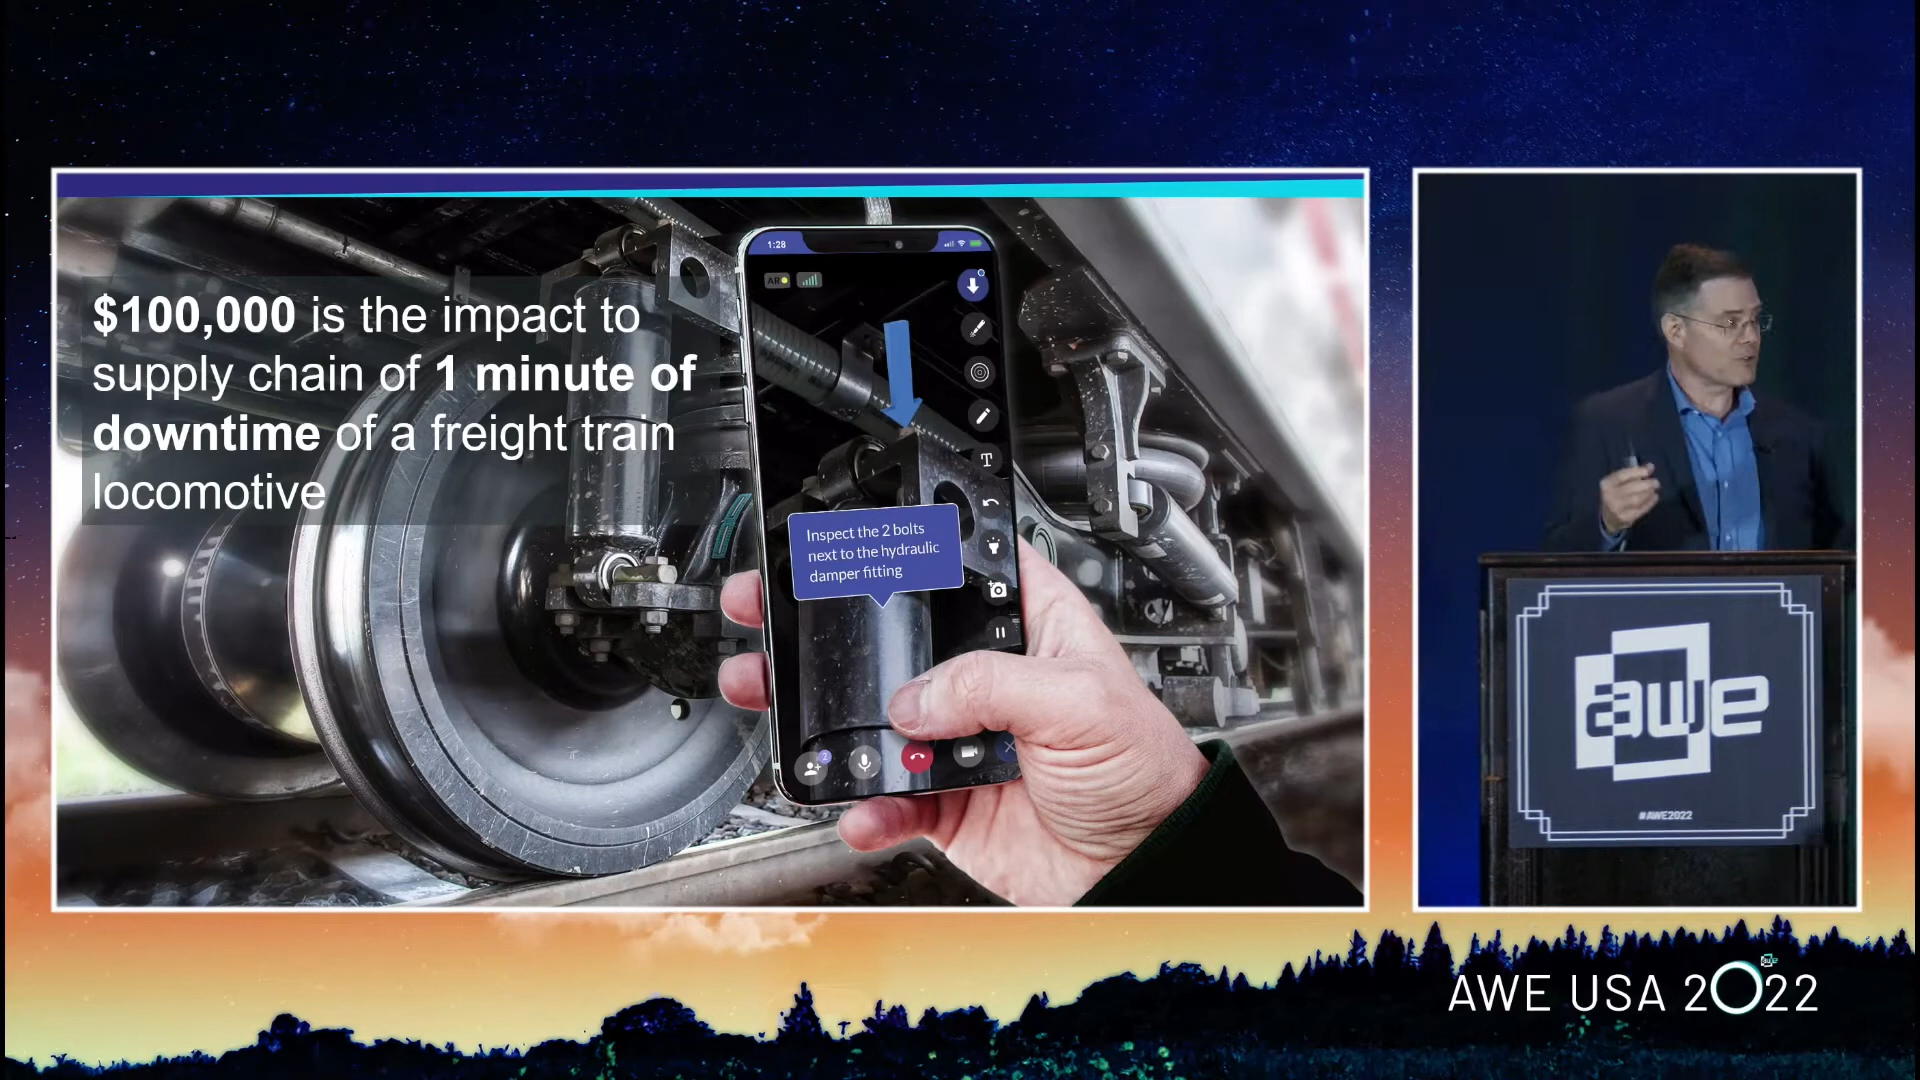 $100,000 is the impact to
supply chain of 1 minute of
downtime of a freight train
locomotive
1:28
AR
T
Inspect the 2 bolts
next to the hydraulic
damper fitting
2
awe
#AWE2022
AWE USA 2022